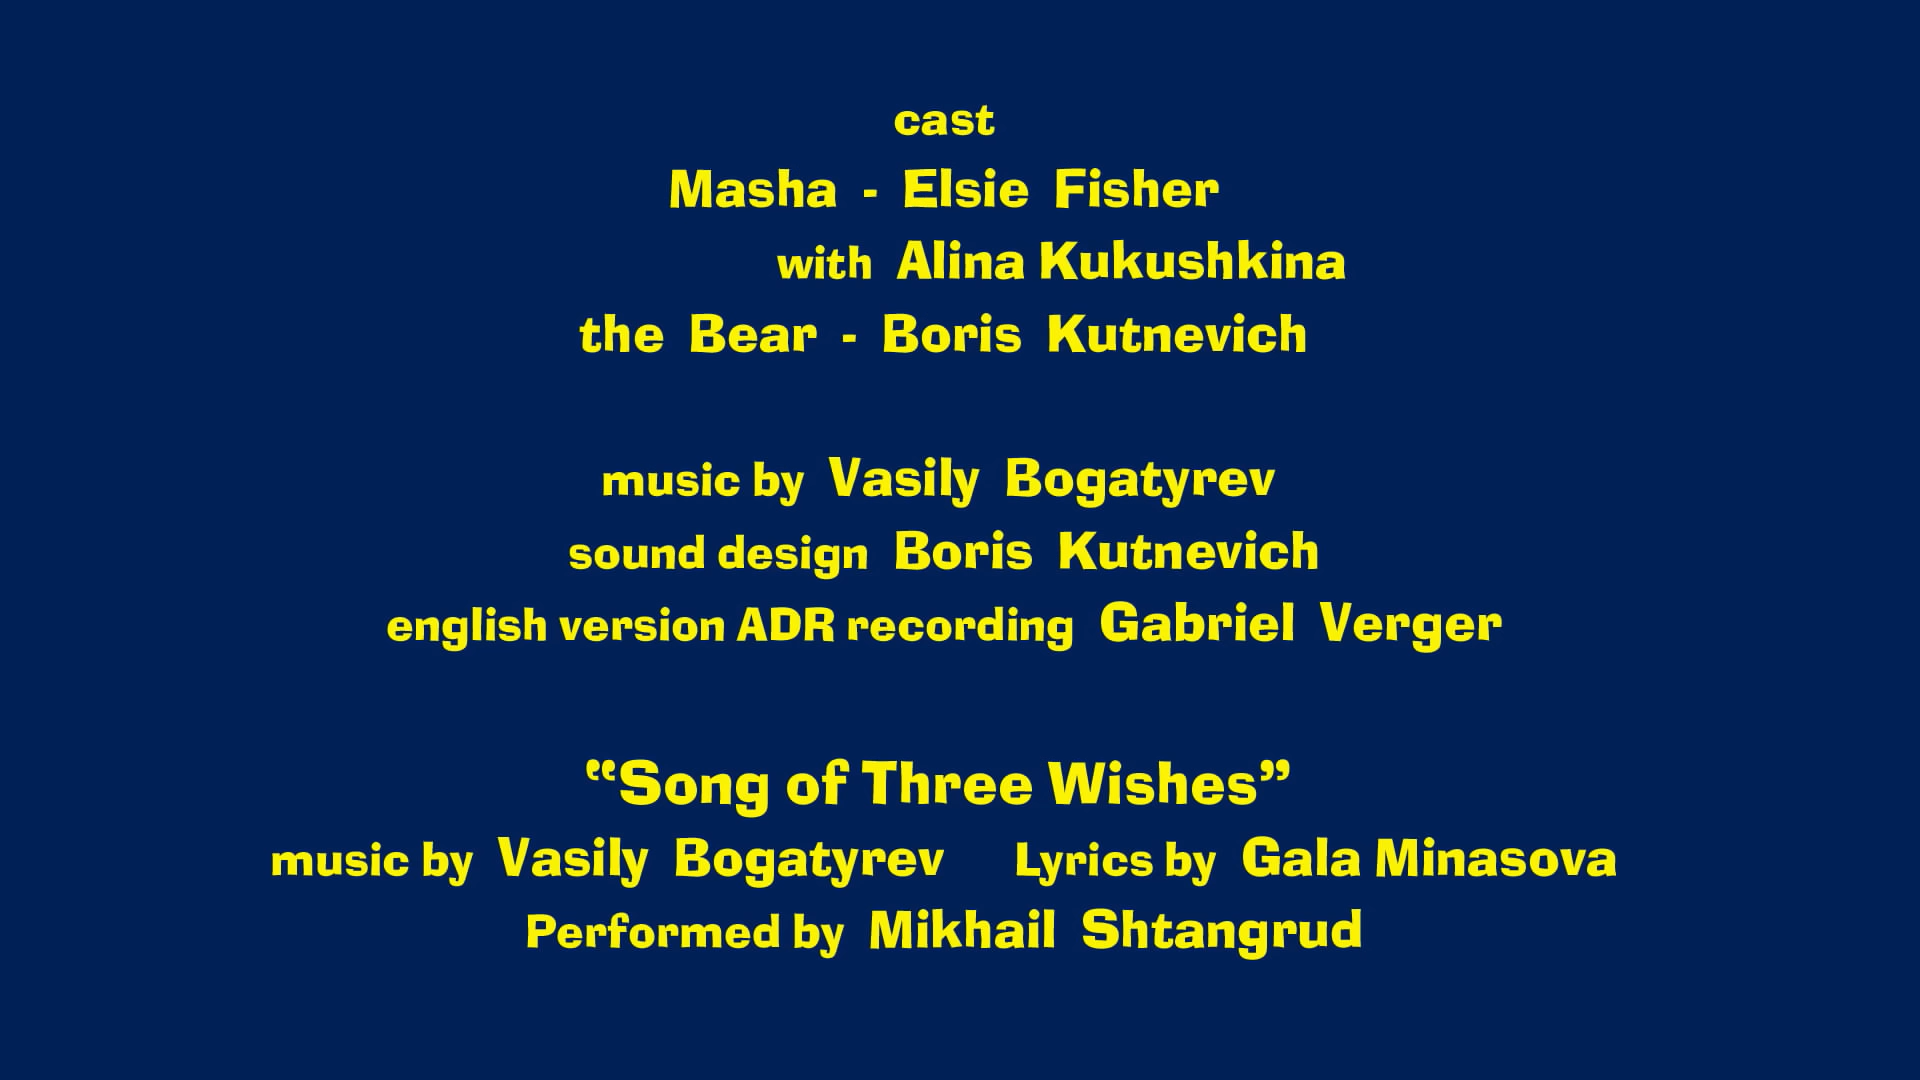 cast
Masha - Elsie Fisher
with Alina Kukushkina
the Bear - Boris Kutnevich
music by Vasily Bogatyrev
sound design Boris Kutnevich
english version ADR recording Gabriel Verger
“Song of Three Wishes”
music by Vasily Bogatyrev Lyrics by Gala Minasova
Performed by Mikhail Shtangrud